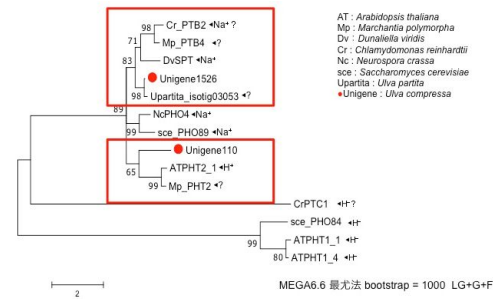 98
Cr_PTB2 ◄Na+ ?
71
Mp_PTB4 ◄?
83
DvSPT ◄Na+
Unigene1526
98
Upartita_isotig03053 ◄?
89
NcPHO4 ◄Na+
99
sce_PHO89 ◄Na+
Unigene110
65
ATPHT2_1 ◄H+
99
Mp_PHT2 ◄?
CrPTC1 ◄H- ?
sce_PHO84 ◄H-
99
ATPHT1_1 ◄H-
80
ATPHT1_4 ◄H-
2
AT : Arabidopsis thaliana
Mp : Marchantia polymorpha
Dv : Dunaliella viridis
Cr : Chlamydomonas reinhardtii
Nc : Neurospora crassa
sce : Saccharomyces cerevisiae
Upartita : Ulva partita
●Unigene : Ulva compressa
MEGA6.6 最尤法 bootstrap = 1000 LG+G+F